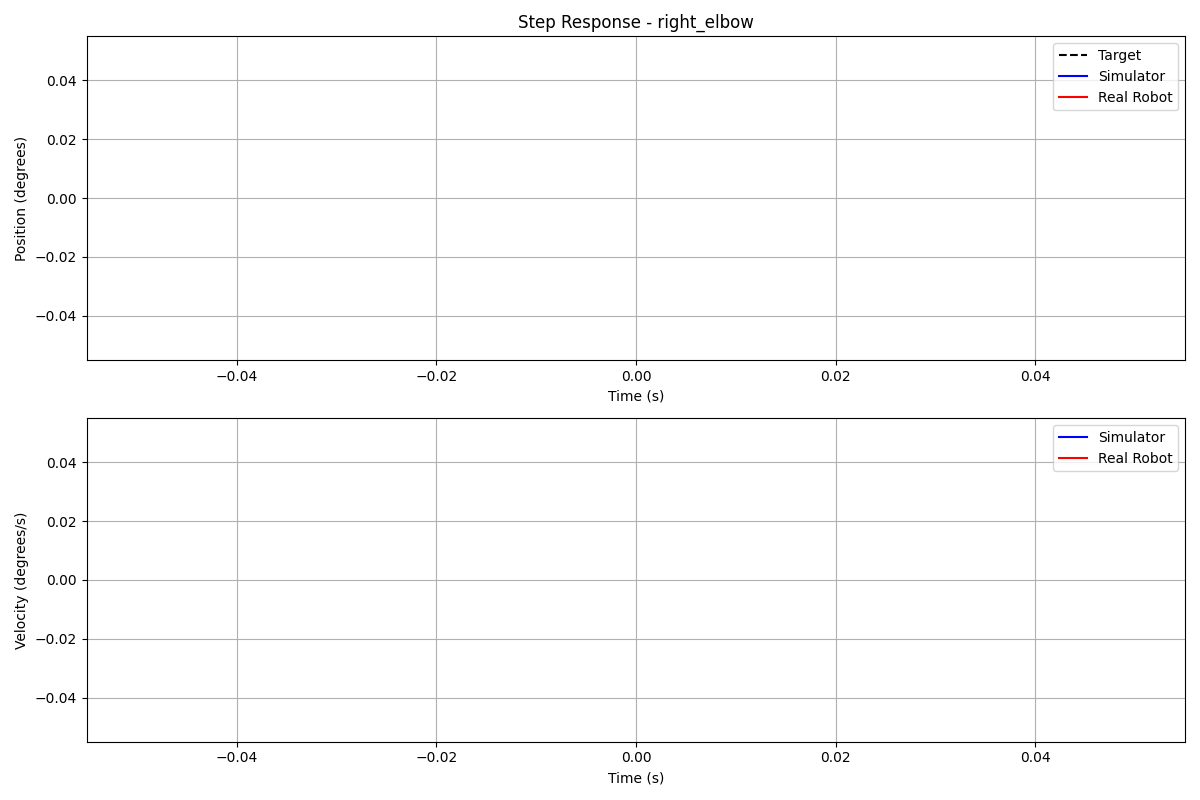 Step Response - right_elbow
Target
Simulator
Real Robot
Position (degrees)
0.04
0.02
0.00
−0.02
−0.04
−0.04 −0.02 0.00 0.02 0.04
Time (s)
Simulator
Real Robot
Velocity (degrees/s)
0.04
0.02
0.00
−0.02
−0.04
−0.04 −0.02 0.00 0.02 0.04
Time (s)